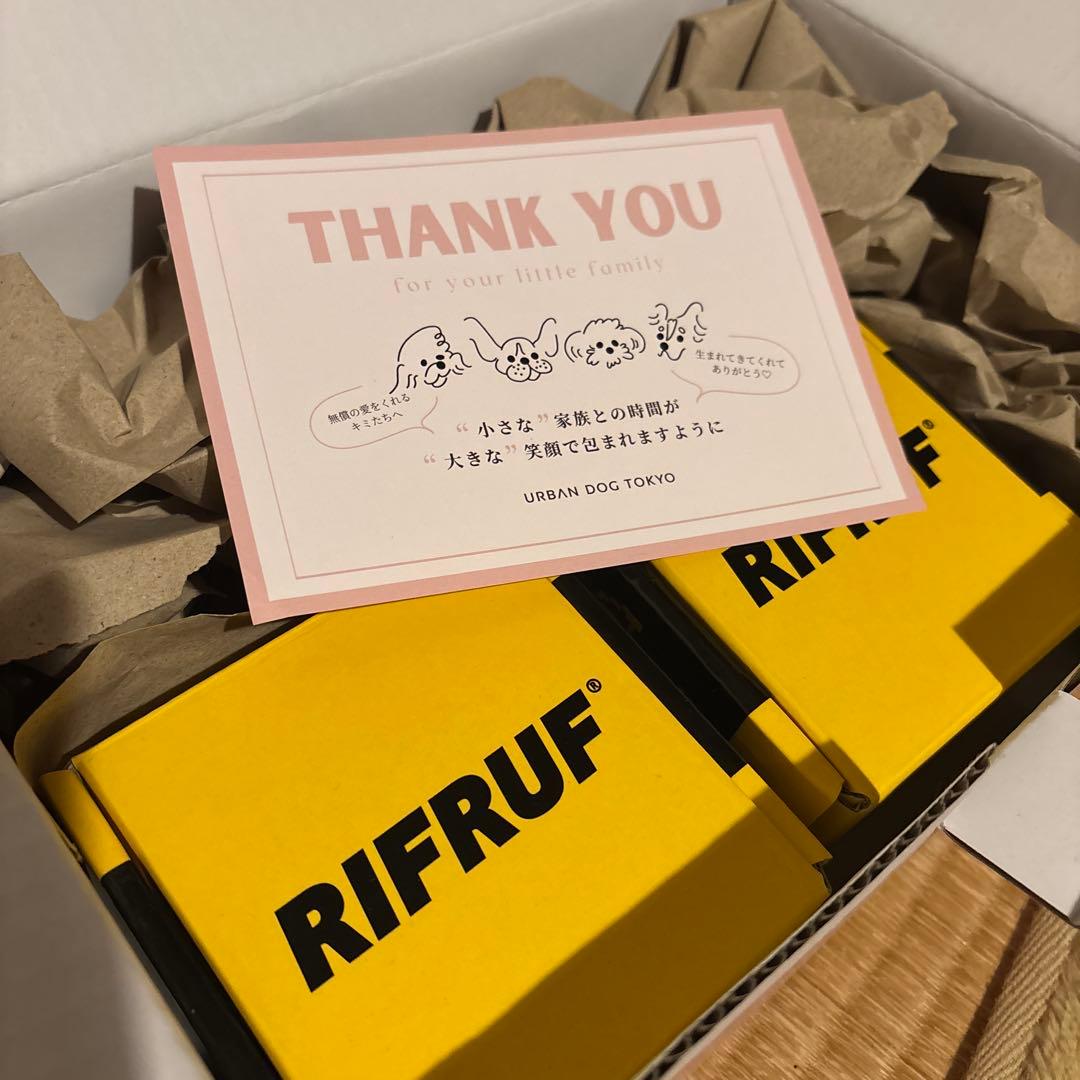 THANK YOU
for your little family
無償の愛をくれる
キミたちへ
生まれてきてくれて
ありがとう♡
“小さな” 家族との時間が
“大きな” 笑顔で包まれますように
URBAN DOG TOKYO
RIFRUF®
RIFRUF®